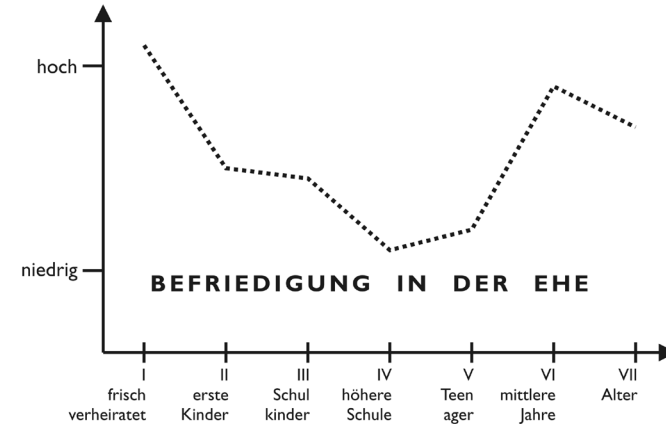 hoch
niedrig
BEFRIEDIGUNG IN DER EHE
I II III IV V VI VII
frisch erste Schul höhere Teen mittlere Alter
verheiratet Kinder kinder Schule ager Jahre